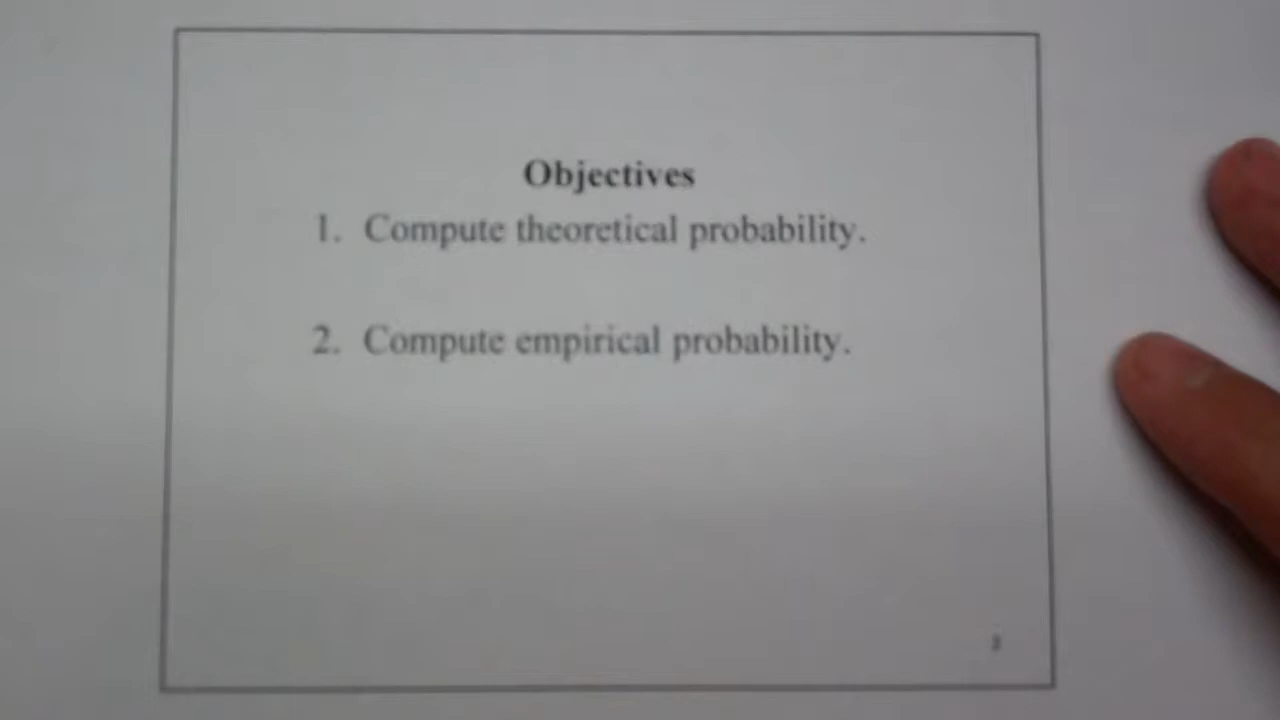 Objectives
1. Compute theoretical probability.
2. Compute empirical probability.